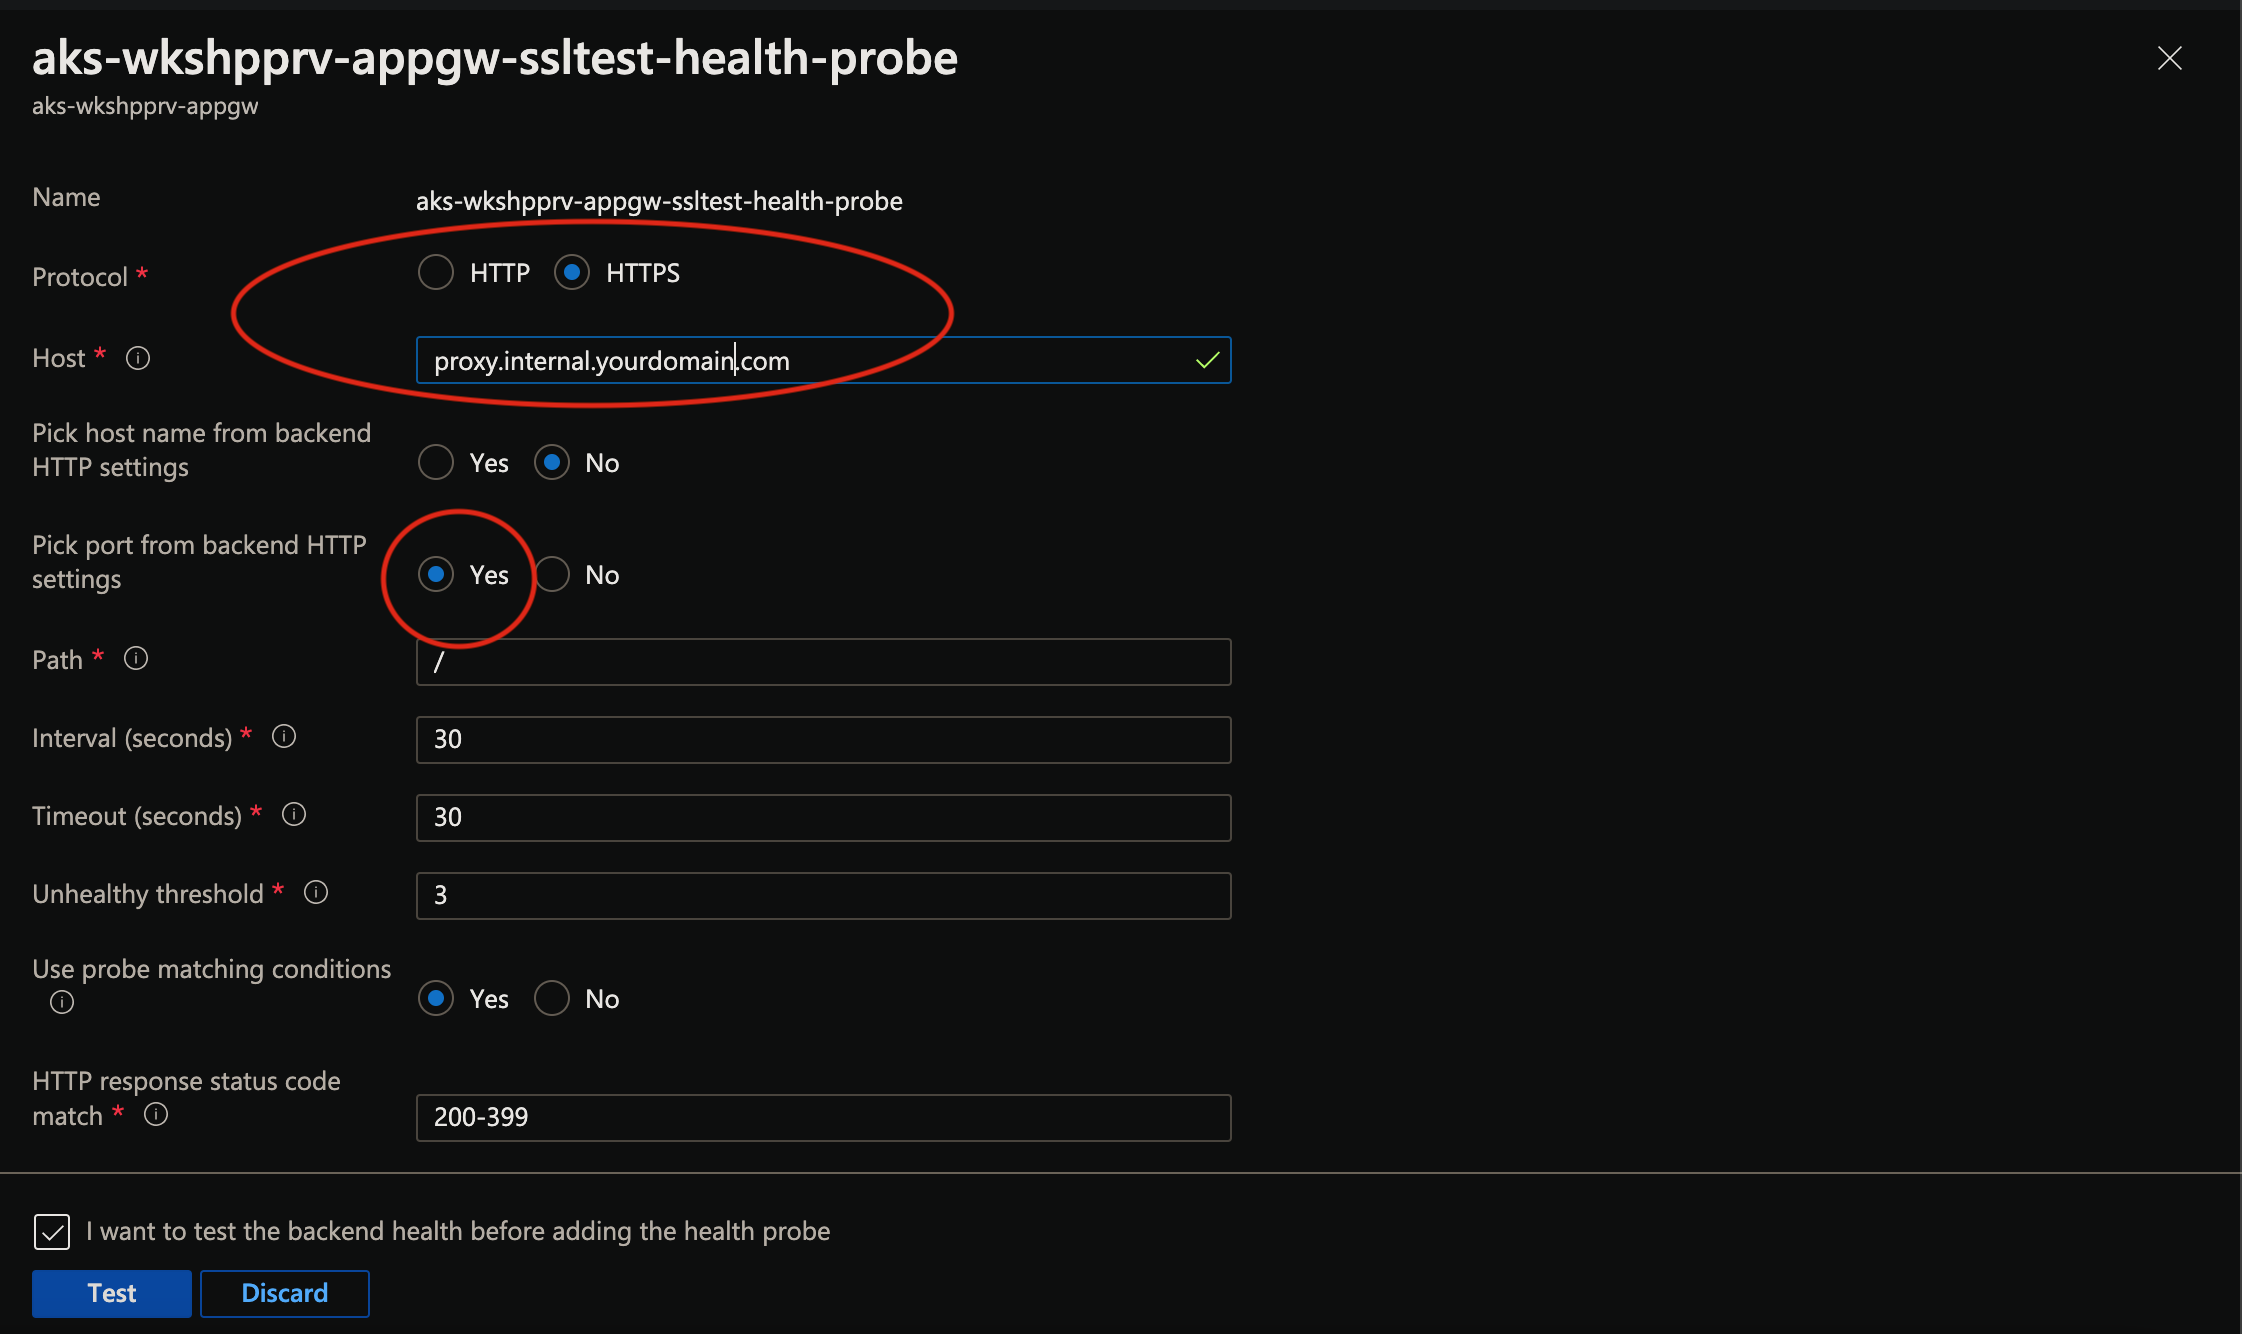 aks-wkshpprv-appgw-ssltest-health-probe
aks-wkshpprv-appgw
Name
aks-wkshpprv-appgw-ssltest-health-probe
Protocol *
HTTP HTTPS
Host *
proxy.internal.yourdomain.com
Pick host name from backend
HTTP settings
Yes No
Pick port from backend HTTP
settings
Yes No
Path *
/
Interval (seconds) *
30
Timeout (seconds) *
30
Unhealthy threshold *
3
Use probe matching conditions
Yes No
HTTP response status code
match *
200-399
I want to test the backend health before adding the health probe
Test Discard